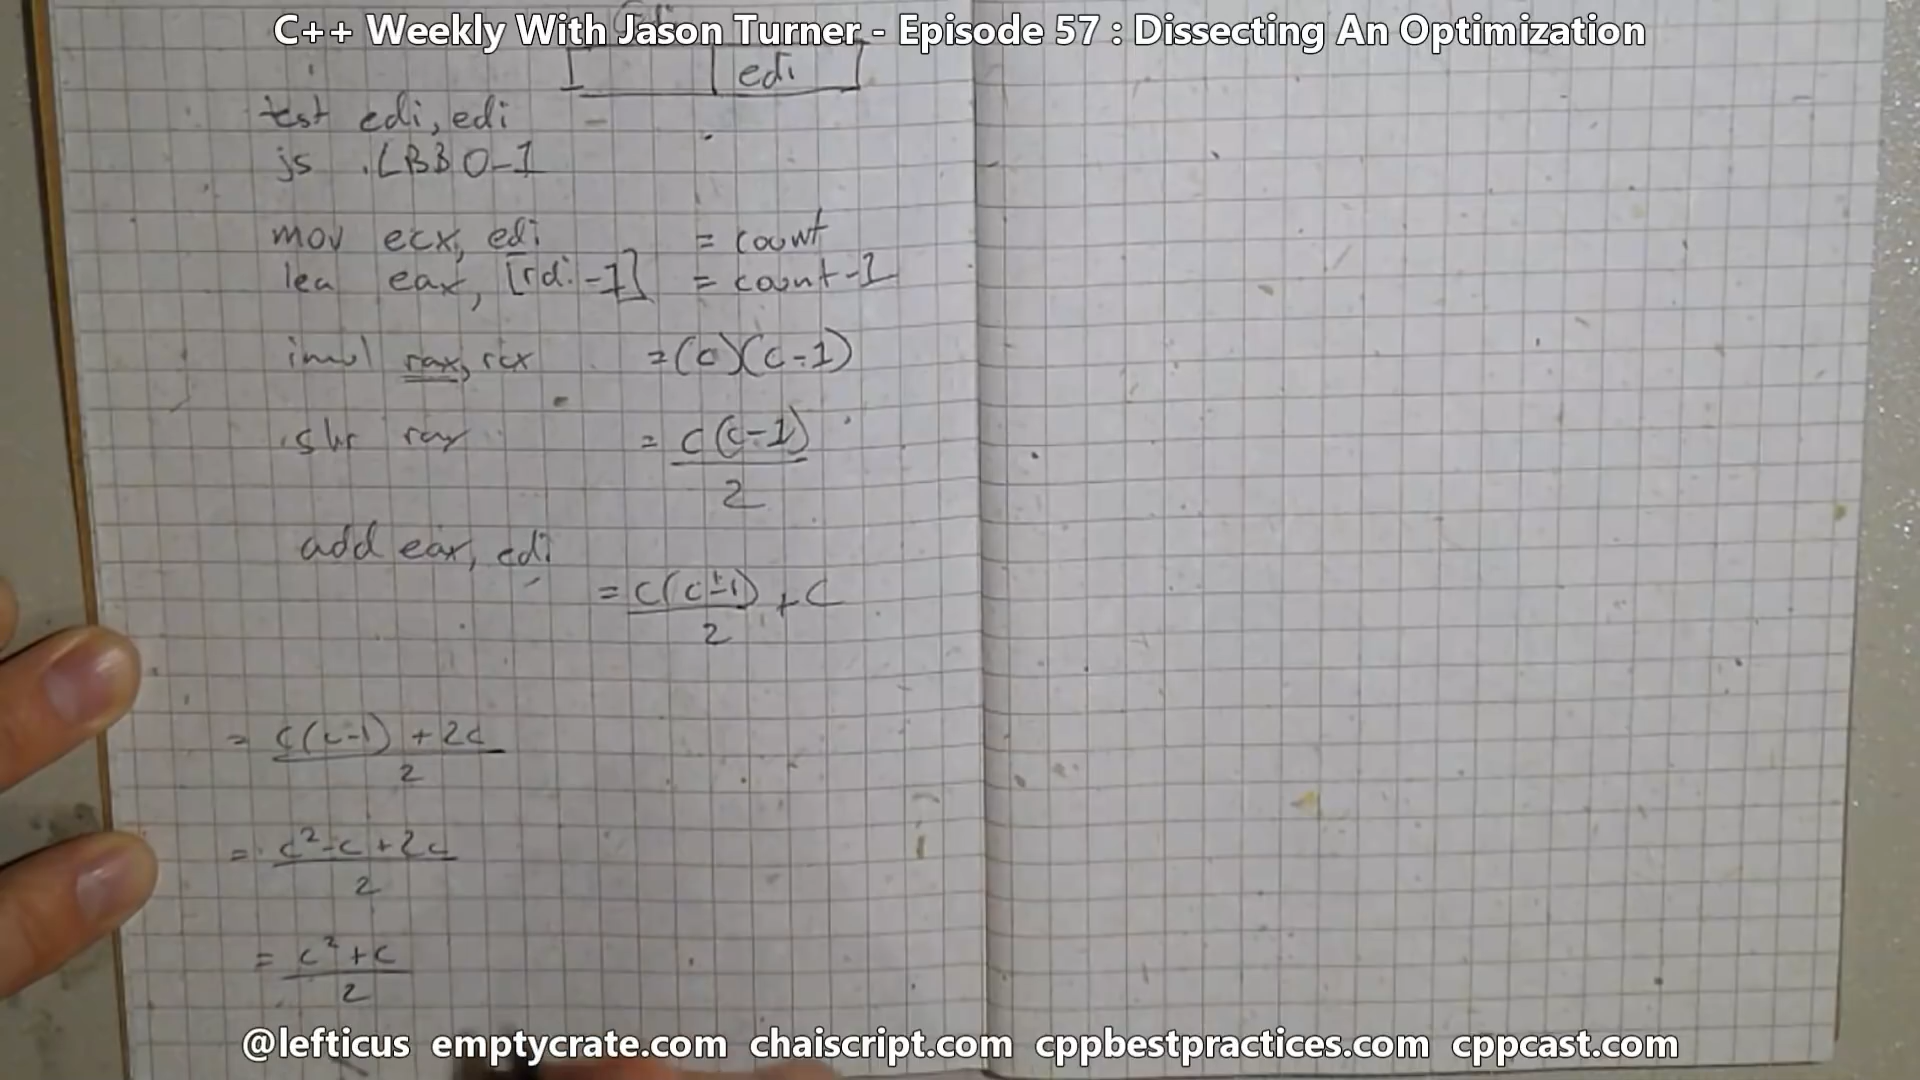 C++ Weekly With Jason Turner - Episode 57 : Dissecting An Optimization
edi
test edi, edi
js .LBB0_1
mov ecx, edi = count
lea eax, [rdi-1] = count-1
imul rax, rcx =(c)(c-1)
shr rax = c(c-1)
2
add eax, edi
= c(c-1) + c
2
= c(c-1) + 2c
2
= c²-c+2c
2
= c²+c
2
@lefticus emptycrate.com chaiscript.com cppbestpractices.com cppcast.com